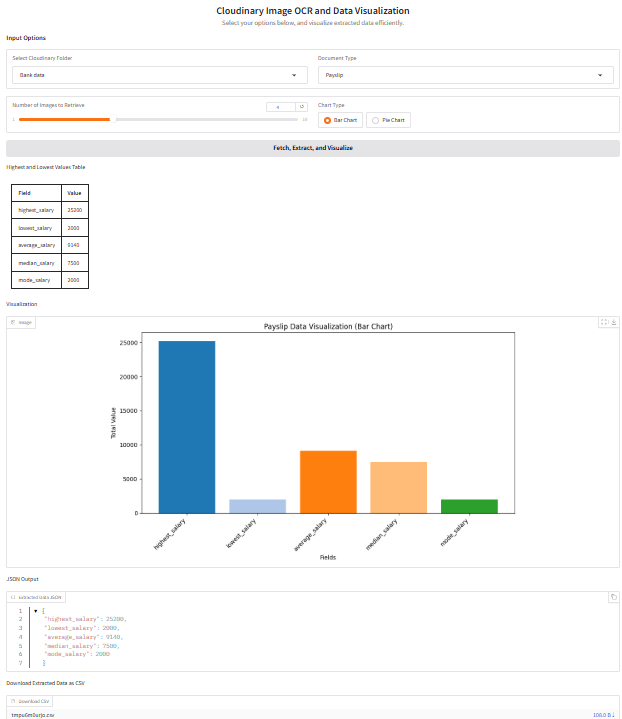 Cloudinary Image OCR and Data Visualization
Select your options below, and visualize extracted data efficiently.
Input Options
Select Cloudinary Folder
Bank data
Document Type
Payslip
Number of Images to Retrieve
1
10
Chart Type
Bar Chart
Pie Chart
Fetch, Extract, and Visualize
Highest and Lowest Values Table
Field Value
highest_salary 25200
lowest_salary 2000
average_salary 9140
median_salary 7500
mode_salary 2000
Visualization
Image
Payslip Data Visualization (Bar Chart)
25000
20000
15000
10000
5000
0
Total Value
highest_salary
lowest_salary
average_salary
median_salary
mode_salary
Fields
JSON Output
Extracted Data JSON
1 {
2 "highest_salary": 25200,
3 "lowest_salary": 2000,
4 "average_salary": 9140,
5 "median_salary": 7500,
6 "mode_salary": 2000
7 }
Download Extracted Data as CSV
Download CSV
108.0 B ↓